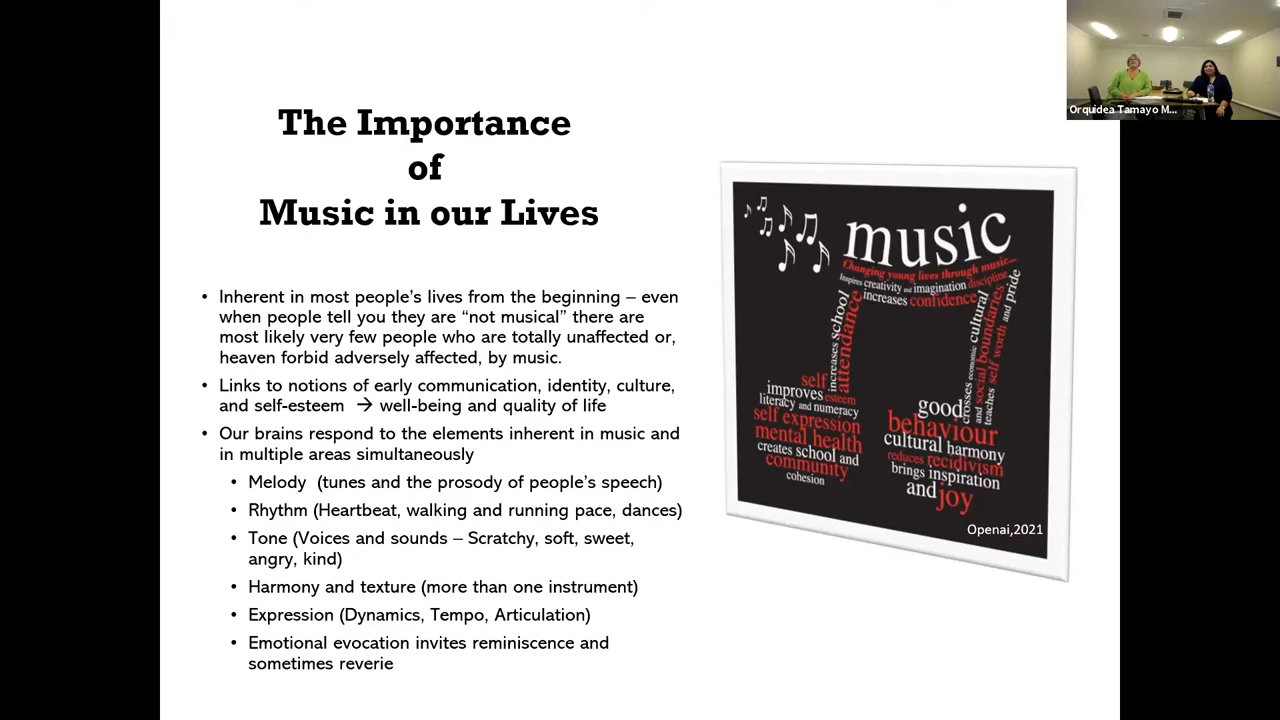 The Importance
of
Music in our Lives
• Inherent in most people's lives from the beginning – even
when people tell you they are "not musical" there are
most likely very few people who are totally unaffected or,
heaven forbid adversely affected, by music.
• Links to notions of early communication, identity, culture,
and self-esteem → well-being and quality of life
• Our brains respond to the elements inherent in music and
in multiple areas simultaneously
• Melody (tunes and the prosody of people's speech)
• Rhythm (Heartbeat, walking and running pace, dances)
• Tone (Voices and sounds – Scratchy, soft, sweet,
angry, kind)
• Harmony and texture (more than one instrument)
• Expression (Dynamics, Tempo, Articulation)
• Emotional evocation invites reminiscence and
sometimes reverie
music
Changing young lives through music...
Inspires creativity and imagination discipline
increases confidence
increases school
attendance
self
improves esteem
literacy and numeracy
self expression
mental health
creates school and
community
cohesion
crosses economic cultural
and social boundaries
teaches self worth and pride
good
behaviour
cultural harmony
reduces recidivism
brings inspiration
and joy
Openai,2021
Orquidea Tamayo M...